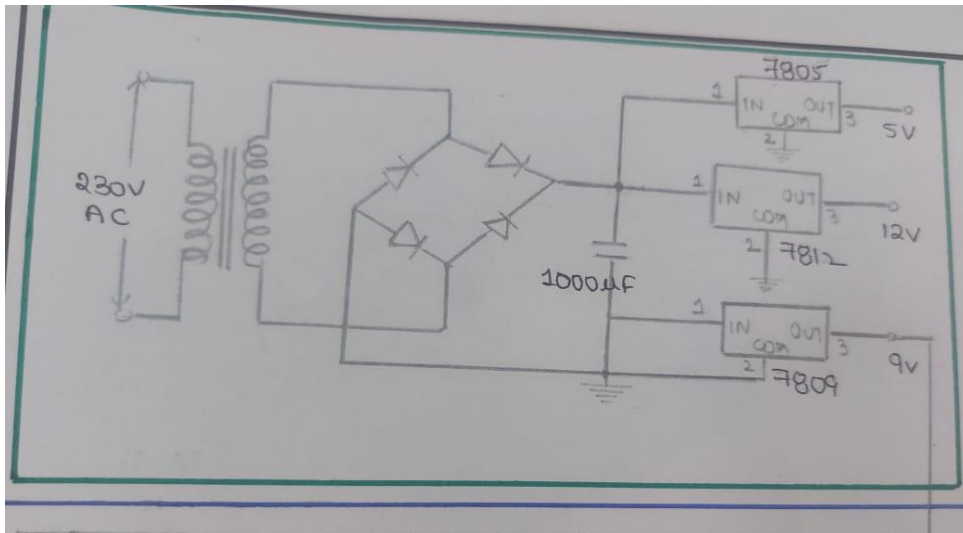 7805
1
IN
OUT
COM
3
2
5V
230V
AC
1
IN
OUT
COM
3
2
7812
12V
1000μF
1
IN
OUT
COM
3
2
7809
9V